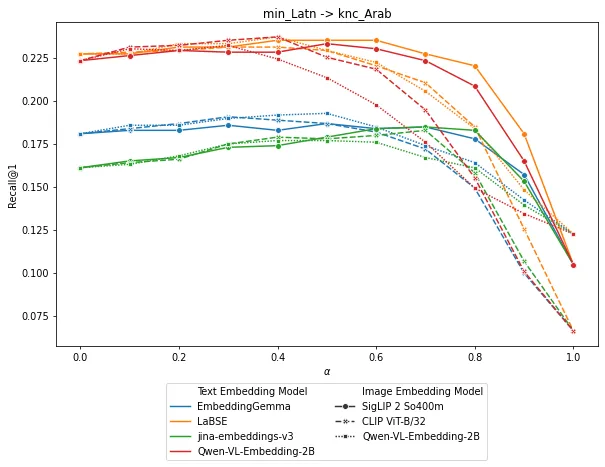 min_Latn -> knc_Arab
Recall@1
0.225
0.200
0.175
0.150
0.125
0.100
0.075
0.0 0.2 0.4 0.6 0.8 1.0
α
Text Embedding Model
EmbeddingGemma
LaBSE
jina-embeddings-v3
Qwen-VL-Embedding-2B
Image Embedding Model
SigLIP 2 So400m
CLIP ViT-B/32
Qwen-VL-Embedding-2B